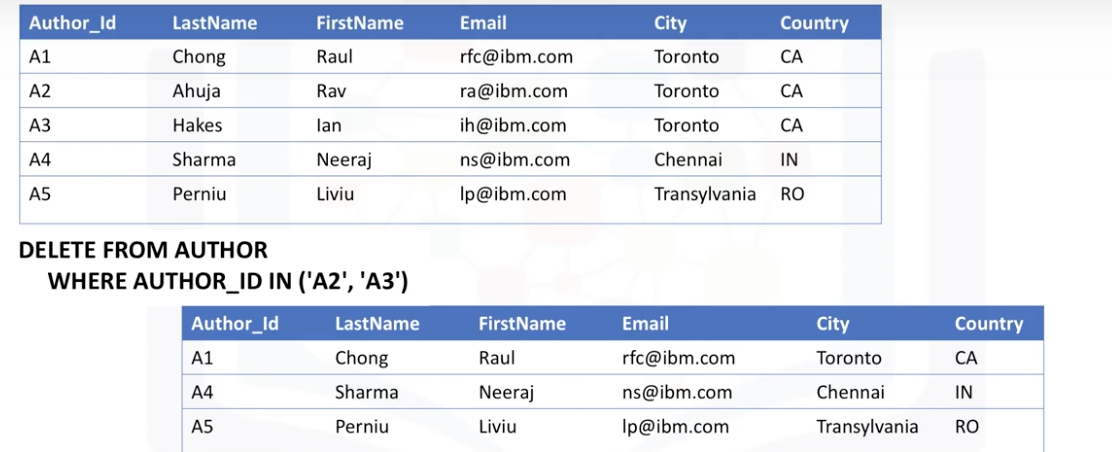 Author_Id LastName FirstName Email City Country
A1 Chong Raul rfc@ibm.com Toronto CA
A2 Ahuja Rav ra@ibm.com Toronto CA
A3 Hakes Ian ih@ibm.com Toronto CA
A4 Sharma Neeraj ns@ibm.com Chennai IN
A5 Perniu Liviu lp@ibm.com Transylvania RO
DELETE FROM AUTHOR
WHERE AUTHOR_ID IN ('A2', 'A3')
Author_Id LastName FirstName Email City Country
A1 Chong Raul rfc@ibm.com Toronto CA
A4 Sharma Neeraj ns@ibm.com Chennai IN
A5 Perniu Liviu lp@ibm.com Transylvania RO